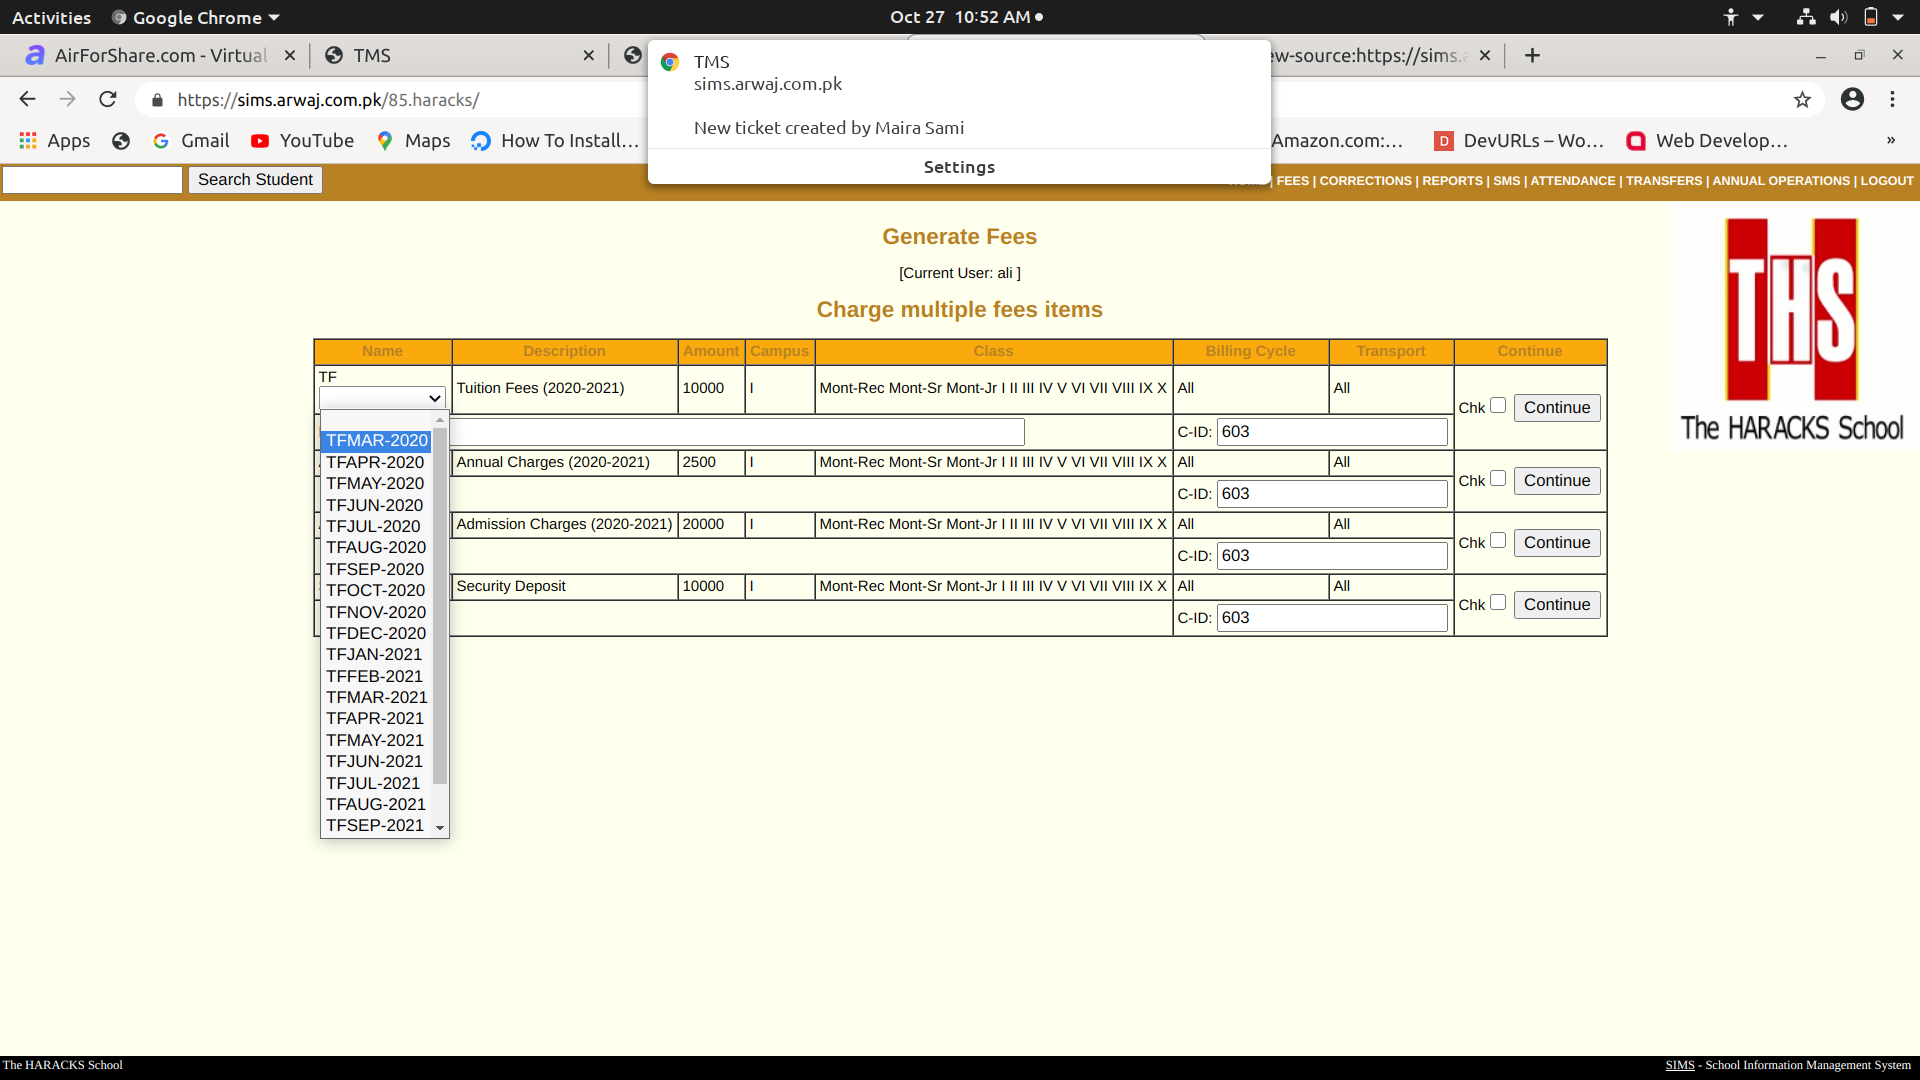 Activities Google Chrome Oct 27 10:52 AM
AirForShare.com - Virtual TMS ew-source:https://sims.a
TMS
sims.arwaj.com.pk
New ticket created by Maira Sami
Settings
https://sims.arwaj.com.pk/85.haracks/
Apps Gmail YouTube Maps How To Install… Amazon.com:… DevURLs – Wo… Web Develop… »
Search Student | FEES | CORRECTIONS | REPORTS | SMS | ATTENDANCE | TRANSFERS | ANNUAL OPERATIONS | LOGOUT
Generate Fees
[Current User: ali ]
Charge multiple fees items
THS
The HARACKS School
Name Description Amount Campus Class Billing Cycle Transport Continue
TF Tuition Fees (2020-2021) 10000 I Mont-Rec Mont-Sr Mont-Jr I II III IV V VI VII VIII IX X All All Chk Continue
C-ID: 603
Annual Charges (2020-2021) 2500 I Mont-Rec Mont-Sr Mont-Jr I II III IV V VI VII VIII IX X All All Chk Continue
C-ID: 603
Admission Charges (2020-2021) 20000 I Mont-Rec Mont-Sr Mont-Jr I II III IV V VI VII VIII IX X All All Chk Continue
C-ID: 603
Security Deposit 10000 I Mont-Rec Mont-Sr Mont-Jr I II III IV V VI VII VIII IX X All All Chk Continue
C-ID: 603
TFMAR-2020
TFAPR-2020
TFMAY-2020
TFJUN-2020
TFJUL-2020
TFAUG-2020
TFSEP-2020
TFOCT-2020
TFNOV-2020
TFDEC-2020
TFJAN-2021
TFFEB-2021
TFMAR-2021
TFAPR-2021
TFMAY-2021
TFJUN-2021
TFJUL-2021
TFAUG-2021
TFSEP-2021
The HARACKS School SIMS - School Information Management System